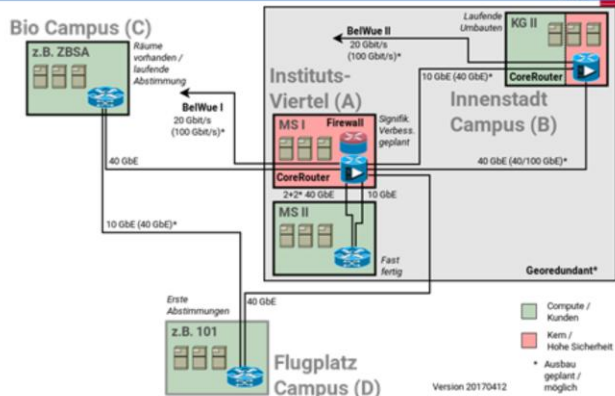 Bio Campus (C)
z.B. ZBSA
Räume
vorhanden /
laufende
Abstimmung
BelWue I
20 Gbit/s
(100 Gbit/s)*
40 GbE
10 GbE (40 GbE)*
BelWue II
20 Gbit/s
(100 Gbit/s)*
Instituts-
Viertel (A)
MS I
Firewall
CoreRouter
Signifik.
Verbess.
geplant
2+2* 40 GbE
10 GbE
MS II
Fast
fertig
Laufende
Umbauten
KG II
CoreRouter
10 GbE (40 GbE)*
Innenstadt
Campus (B)
40 GbE (40/100 GbE)*
Georedundant*
Erste
Abstimmungen
40 GbE
z.B. 101
Flugplatz
Campus (D)
Compute /
Kunden
Kern /
Hohe Sicherheit
* Ausbau
geplant /
möglich
Version 20170412